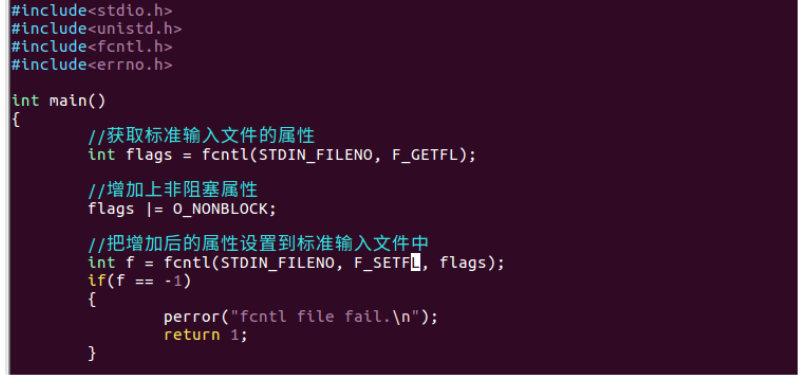 #include<stdio.h>
#include<unistd.h>
#include<fcntl.h>
#include<errno.h>
int main()
{
//获取标准输入文件的属性
int flags = fcntl(STDIN_FILENO, F_GETFL);
//增加上非阻塞属性
flags |= O_NONBLOCK;
//把增加后的属性设置到标准输入文件中
int f = fcntl(STDIN_FILENO, F_SETFL, flags);
if(f == -1)
{
perror("fcntl file fail.\n");
return 1;
}